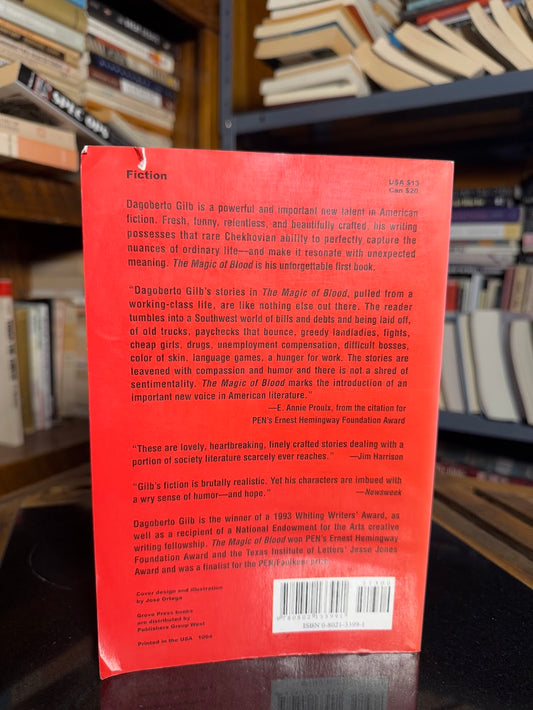 SPEC OPS
Fiction
USA $13
Can $20
Dagoberto Gilb is a powerful and important new talent in American
fiction. Fresh, funny, relentless, and beautifully crafted, his writing
possesses that rare Chekhovian ability to perfectly capture the
nuances of ordinary life—and make it resonate with unexpected
meaning. The Magic of Blood is his unforgettable first book.
"Dagoberto Gilb's stories in The Magic of Blood, pulled from a
working-class life, are like nothing else out there. The reader
tumbles into a Southwest world of bills and debts and being laid off,
of old trucks, paychecks that bounce, greedy landladies, fights,
cheap girls, drugs, unemployment compensation, difficult bosses,
color of skin, language games, a hunger for work. The stories are
leavened with compassion and humor and there is not a shred of
sentimentality. The Magic of Blood marks the introduction of an
important new voice in American literature."
—E. Annie Proulx, from the citation for
PEN's Ernest Hemingway Foundation Award
"These are lovely, heartbreaking, finely crafted stories dealing with a
portion of society literature scarcely ever reaches." —Jim Harrison
"Gilb's fiction is brutally realistic. Yet his characters are imbued with
a wry sense of humor—and hope." —Newsweek
Dagoberto Gilb is the winner of a 1993 Whiting Writers' Award, as
well as a recipient of a National Endowment for the Arts creative
writing fellowship. The Magic of Blood won PEN's Ernest Hemingway
Foundation Award and the Texas Institute of Letters' Jesse Jones
Award and was a finalist for the PEN/Faulkner prize.
Cover design and illustration
by José Ortega
Grove Press books
are distributed by
Publishers Group West
Printed in the USA 1094
51300
9 780802 133991
ISBN 0-8021-3399-1